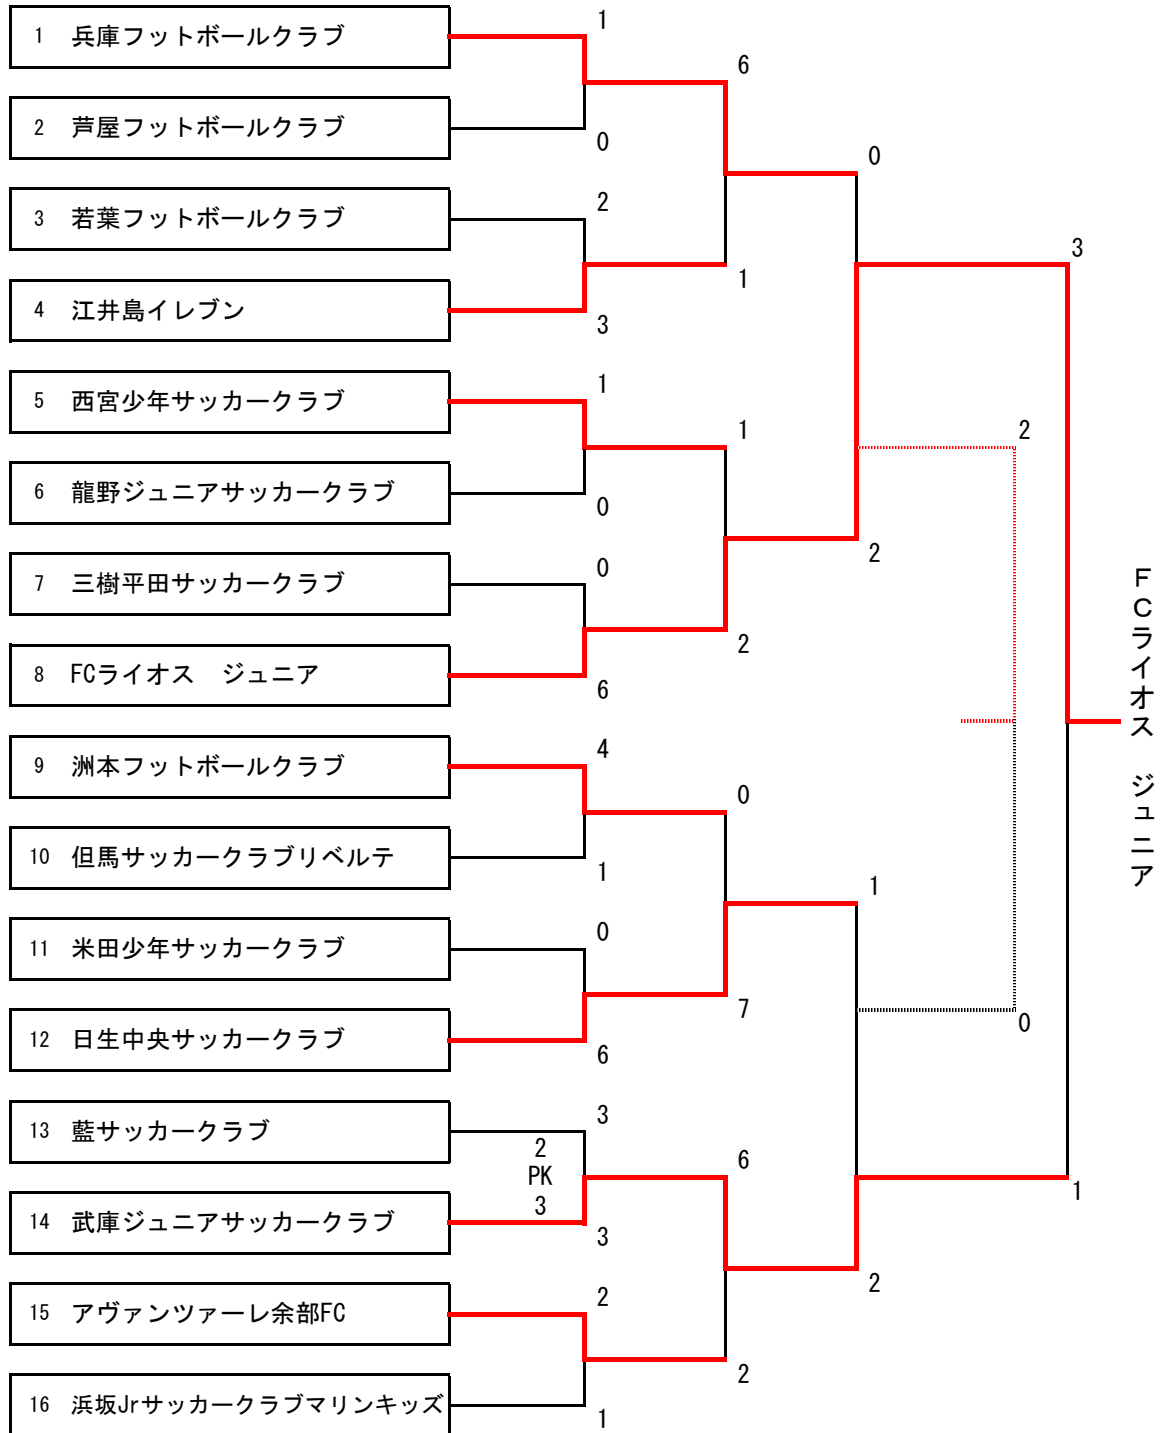 1 兵庫フットボールクラブ
2 芦屋フットボールクラブ
3 若葉フットボールクラブ
4 江井島イレブン
5 西宮少年サッカークラブ
6 龍野ジュニアサッカークラブ
7 三樹平田サッカークラブ
8 FCライオス　ジュニア
9 洲本フットボールクラブ
10 但馬サッカークラブリベルテ
11 米田少年サッカークラブ
12 日生中央サッカークラブ
13 藍サッカークラブ
14 武庫ジュニアサッカークラブ
15 アヴァンツァーレ余部FC
16 浜坂Jrサッカークラブマリンキッズ
1
0
2
3
1
0
0
6
4
1
0
6
3
2
PK
3
3
2
1
6
1
1
2
0
7
6
2
0
2
1
2
2
0
3
1
ＦＣライオス　ジュニア